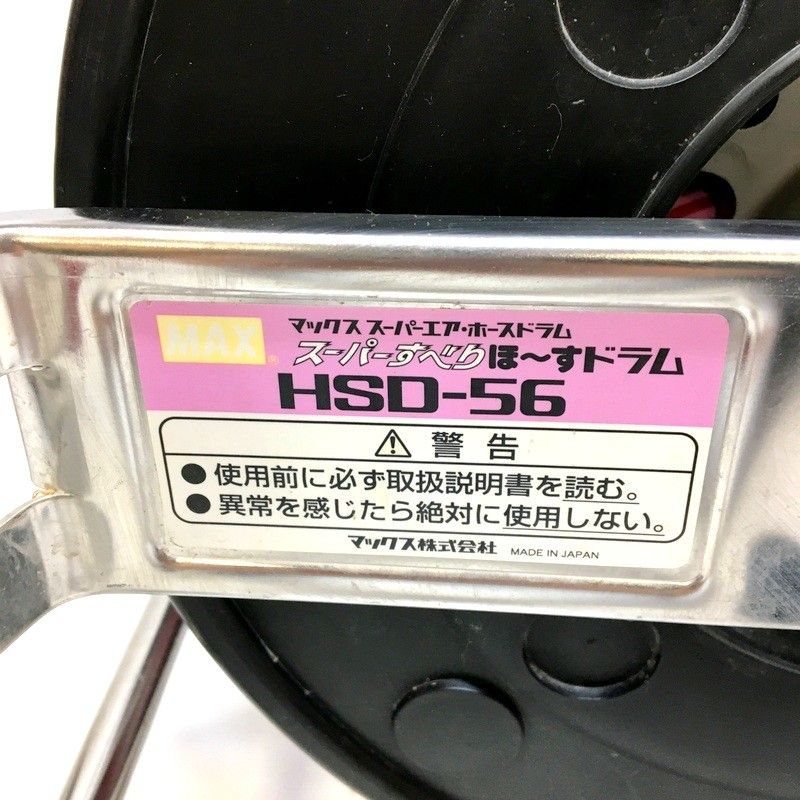 MAX®
マックス スーパーエア・ホースドラム
スーパーすべりほ〜すドラム
HSD-56
⚠ 警告
●使用前に必ず取扱説明書を読む。
●異常を感じたら絶対に使用しない。
マックス株式会社 MADE IN JAPAN